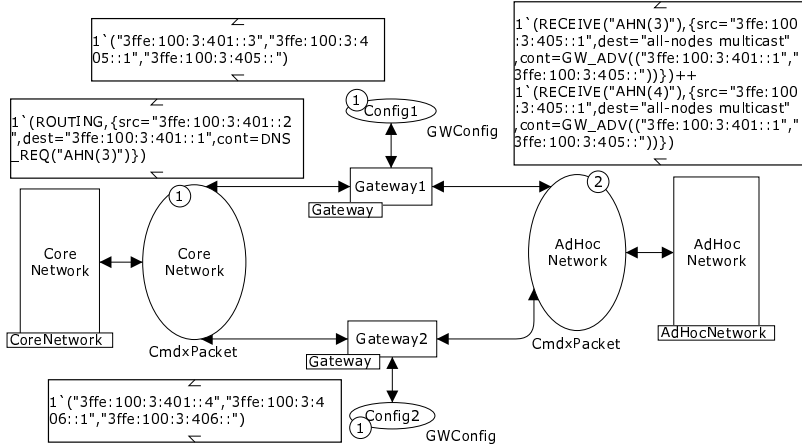 1`("3ffe:100:3:401::3","3ffe:100:3:4
05::1","3ffe:100:3:405::")
1`(RECEIVE("AHN(3)"),{src="3ffe:100
:3:405::1",dest="all-nodes multicast"
,cont=GW_ADV(("3ffe:100:3:401::1","
3ffe:100:3:405::"))})++
1`(RECEIVE("AHN(4)"),{src="3ffe:100
:3:405::1",dest="all-nodes multicast"
,cont=GW_ADV(("3ffe:100:3:401::1","
3ffe:100:3:405::"))})
1`(ROUTING,{src="3ffe:100:3:401::2
",dest="3ffe:100:3:401::1",cont=DNS
_REQ("AHN(3)")})
1
Config1
GWConfig
Gateway1
Gateway
1
2
Core
Network
CoreNetwork
Core
Network
Cmd×Packet
AdHoc
Network
Cmd×Packet
AdHoc
Network
AdHocNetwork
Gateway2
Gateway
1`("3ffe:100:3:401::4","3ffe:100:3:4
06::1","3ffe:100:3:406::")
Config2
1
GWConfig